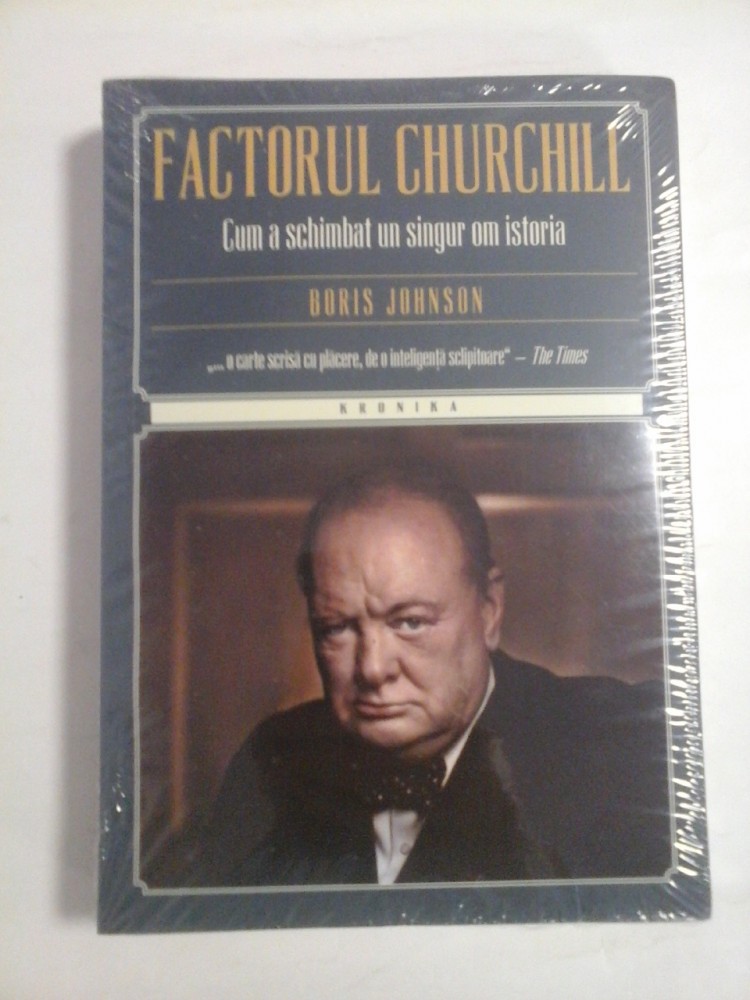 FACTORUL CHURCHILL
Cum a schimbat un singur om istoria
BORIS JOHNSON
„... o carte scrisă cu plăcere, de o inteligență sclipitoare“ – The Times
KRONIKA